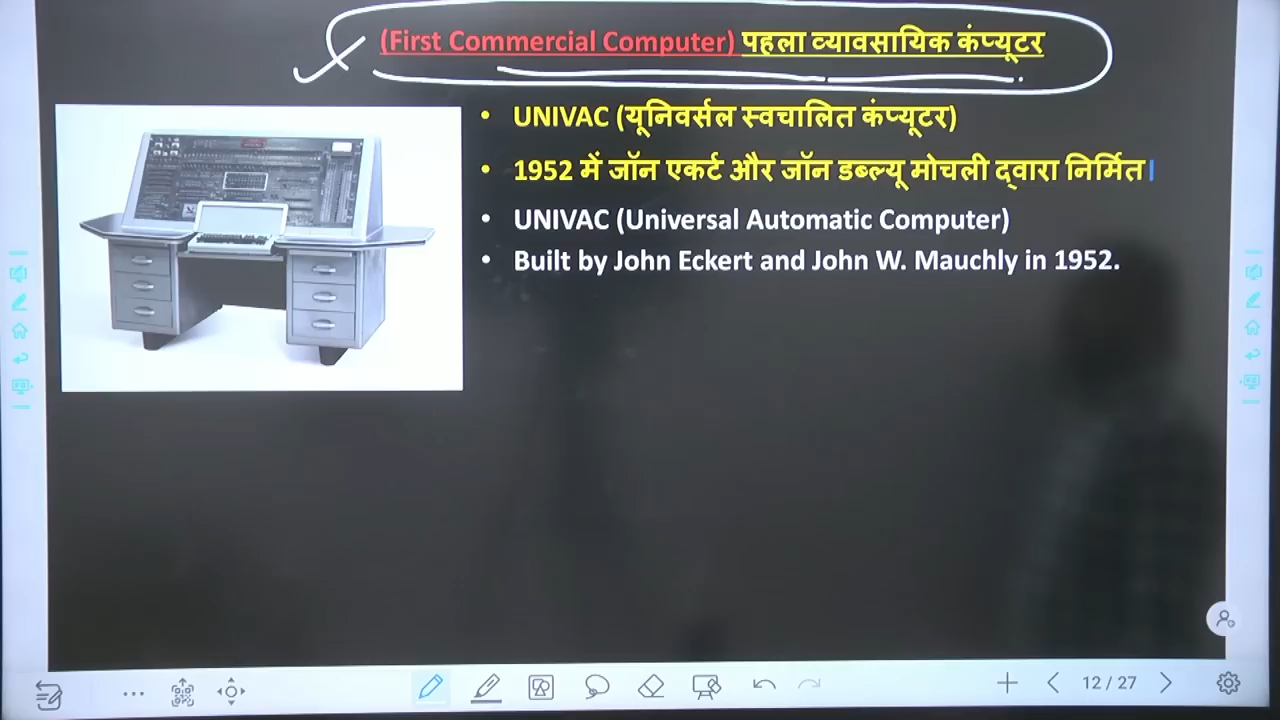 (First Commercial Computer) पहला व्यावसायिक कंप्यूटर
• UNIVAC (यूनिवर्सल स्वचालित कंप्यूटर)
• 1952 में जॉन एकर्ट और जॉन डब्ल्यू मोचली द्वारा निर्मित।
• UNIVAC (Universal Automatic Computer)
• Built by John Eckert and John W. Mauchly in 1952.
12 / 27